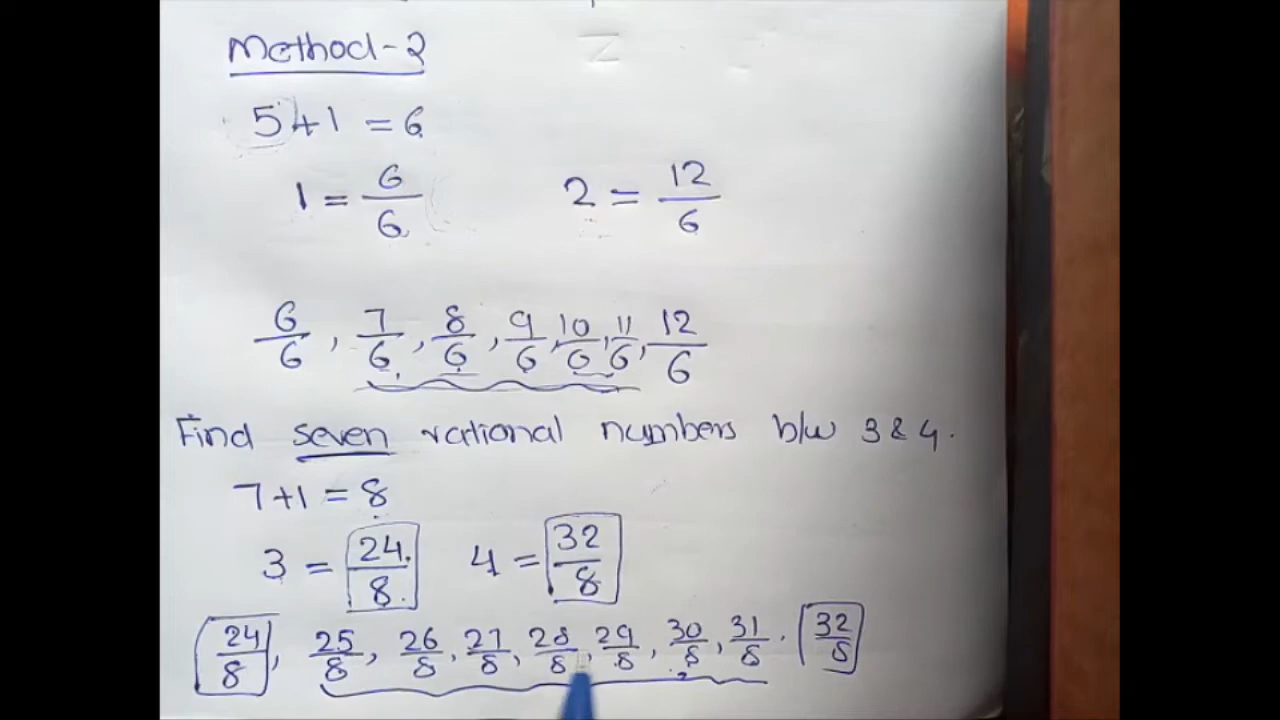 Method-2
5+1 = 6
1 = 6/6 2 = 12/6
6/6, 7/6, 8/6, 9/6, 10/6, 11/6, 12/6
Find seven rational numbers b/w 3 & 4.
7+1 = 8
3 = 24/8 4 = 32/8
24/8, 25/8, 26/8, 27/8, 28/8, 29/8, 30/8, 31/8. 32/8